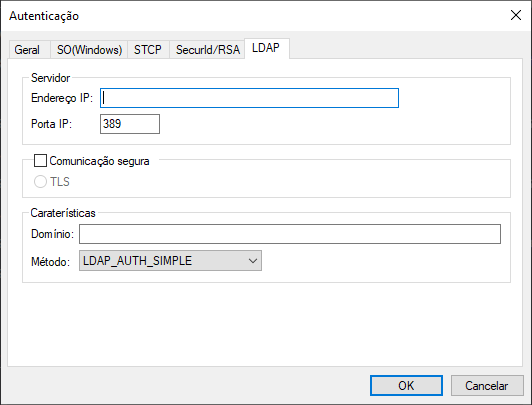 Autenticação
Geral SO(Windows) STCP SecurId/RSA LDAP
Servidor
Endereço IP:
Porta IP: 389
Comunicação segura
TLS
Caraterísticas
Domínio:
Método: LDAP_AUTH_SIMPLE
OK Cancelar